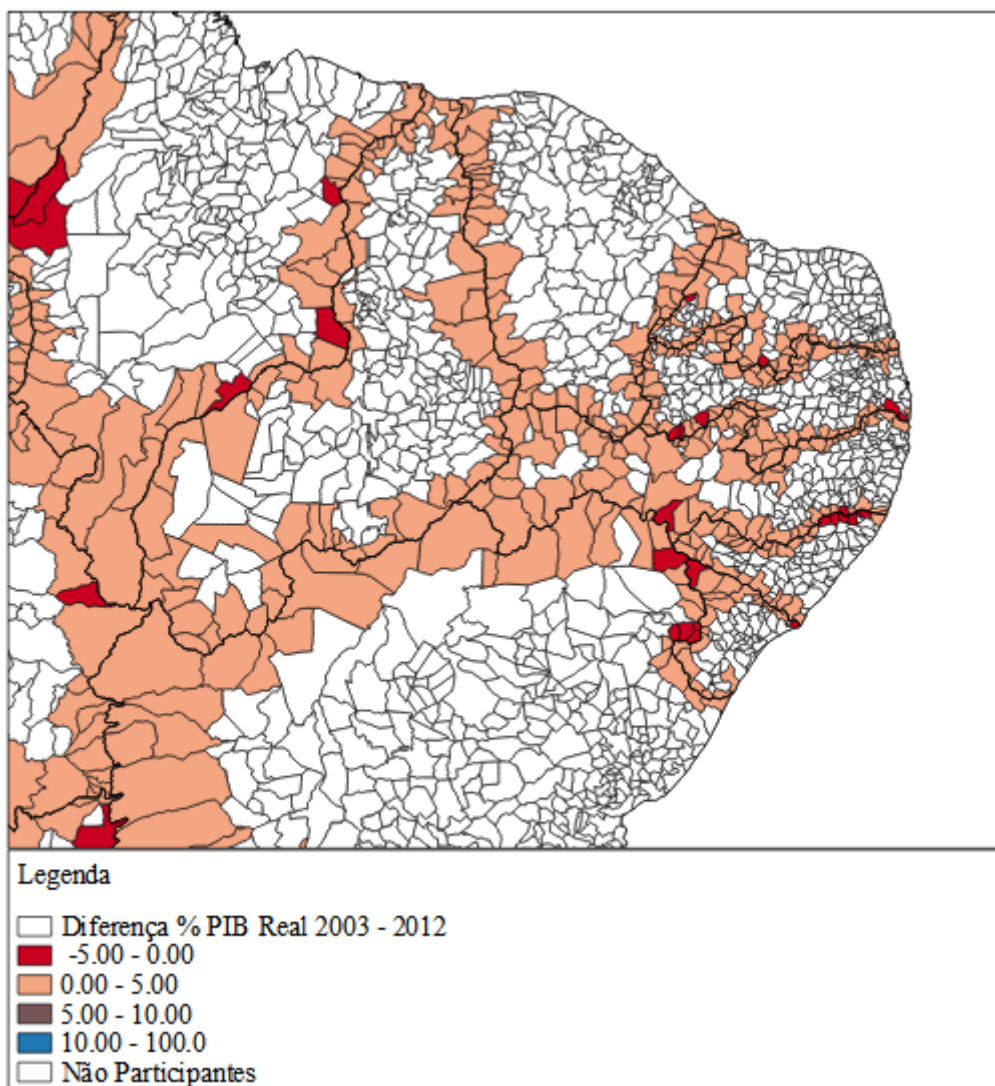 Legenda
Diferença % PIB Real 2003 - 2012
-5.00 - 0.00
0.00 - 5.00
5.00 - 10.00
10.00 - 100.0
Não Participantes